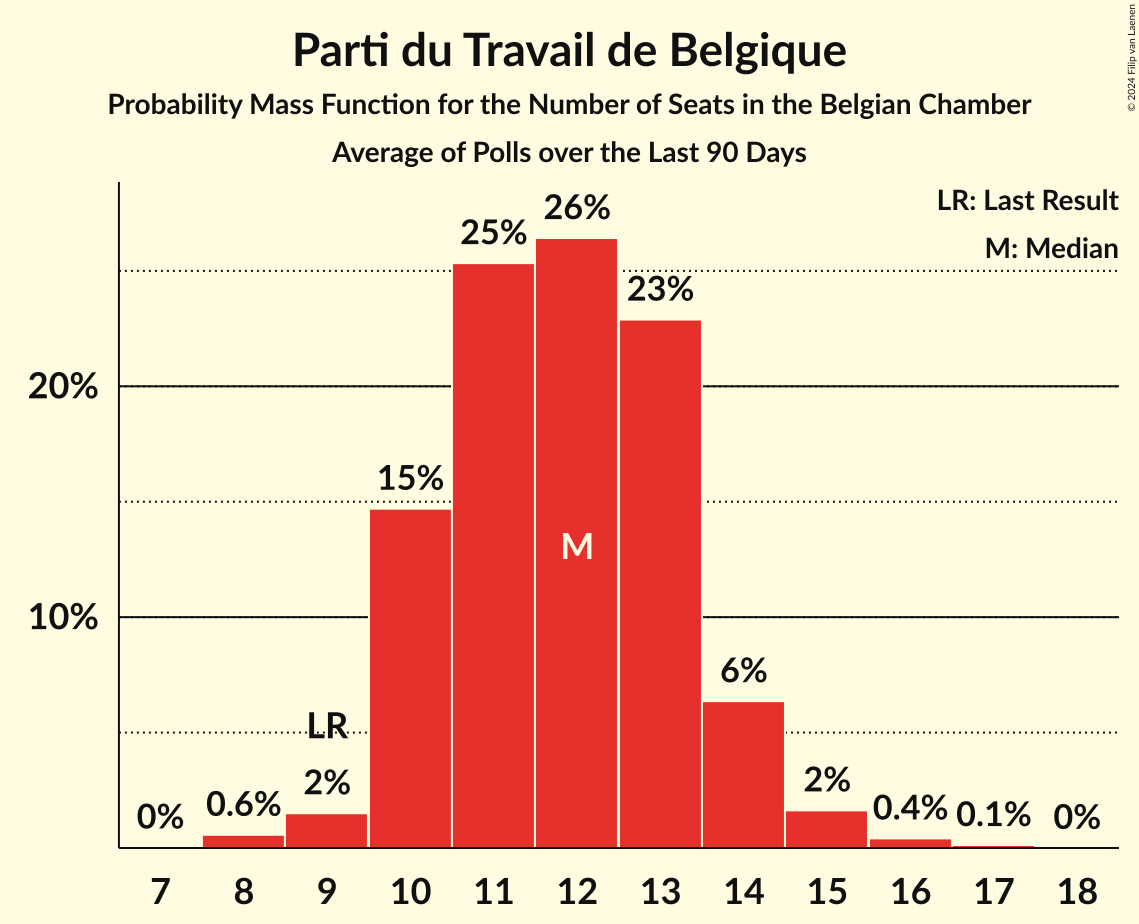 Parti du Travail de Belgique
Probability Mass Function for the Number of Seats in the Belgian Chamber
Average of Polls over the Last 90 Days
© 2024 Filip van Laenen
LR: Last Result
M: Median
20%
10%
0%
0.6%
2%
LR
15%
25%
26%
M
23%
6%
2%
0.4%
0.1%
0%
7 8 9 10 11 12 13 14 15 16 17 18